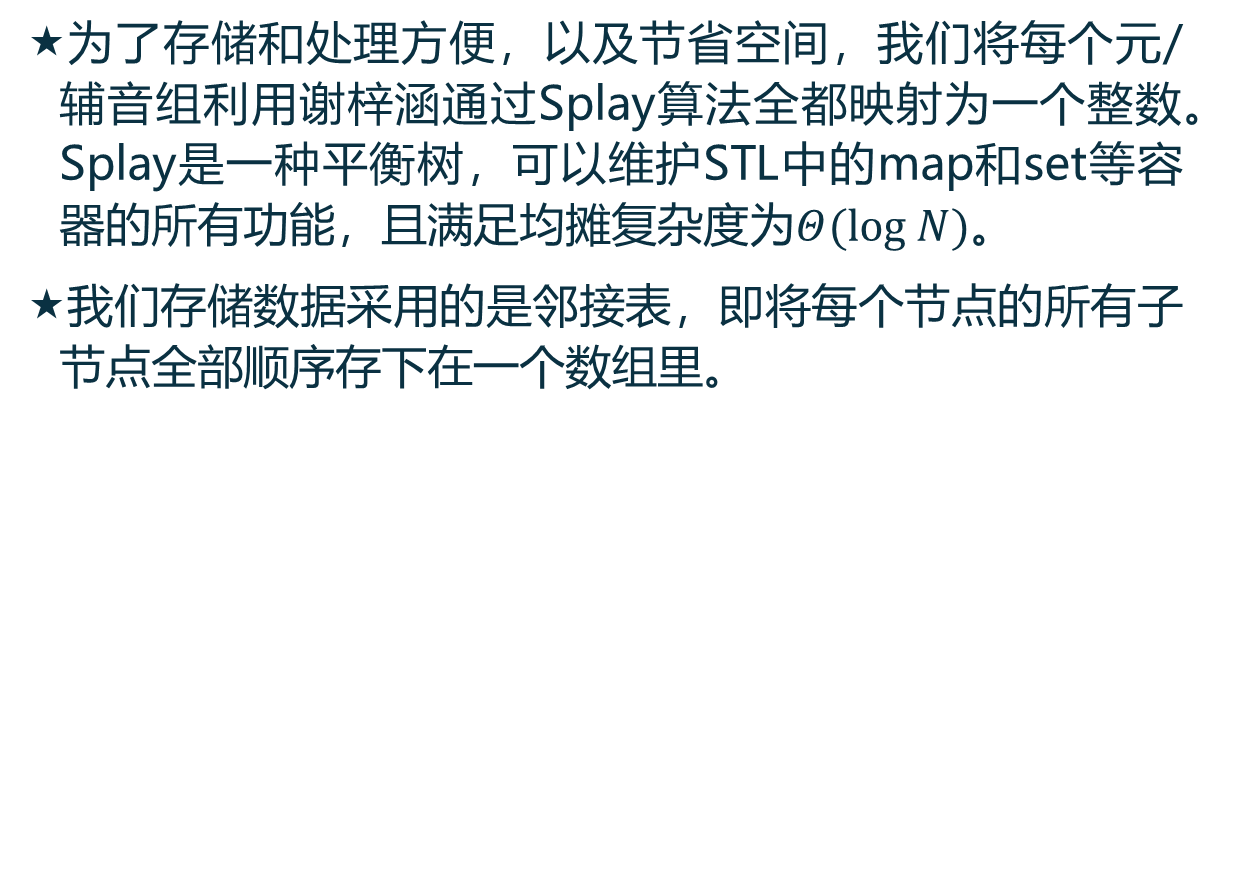 ★为了存储和处理方便，以及节省空间，我们将每个元/
辅音组利用谢梓涵通过Splay算法全都映射为一个整数。
Splay是一种平衡树，可以维护STL中的map和set等容
器的所有功能，且满足均摊复杂度为Θ(log N)。
★我们存储数据采用的是邻接表，即将每个节点的所有子
节点全部顺序存下在一个数组里。